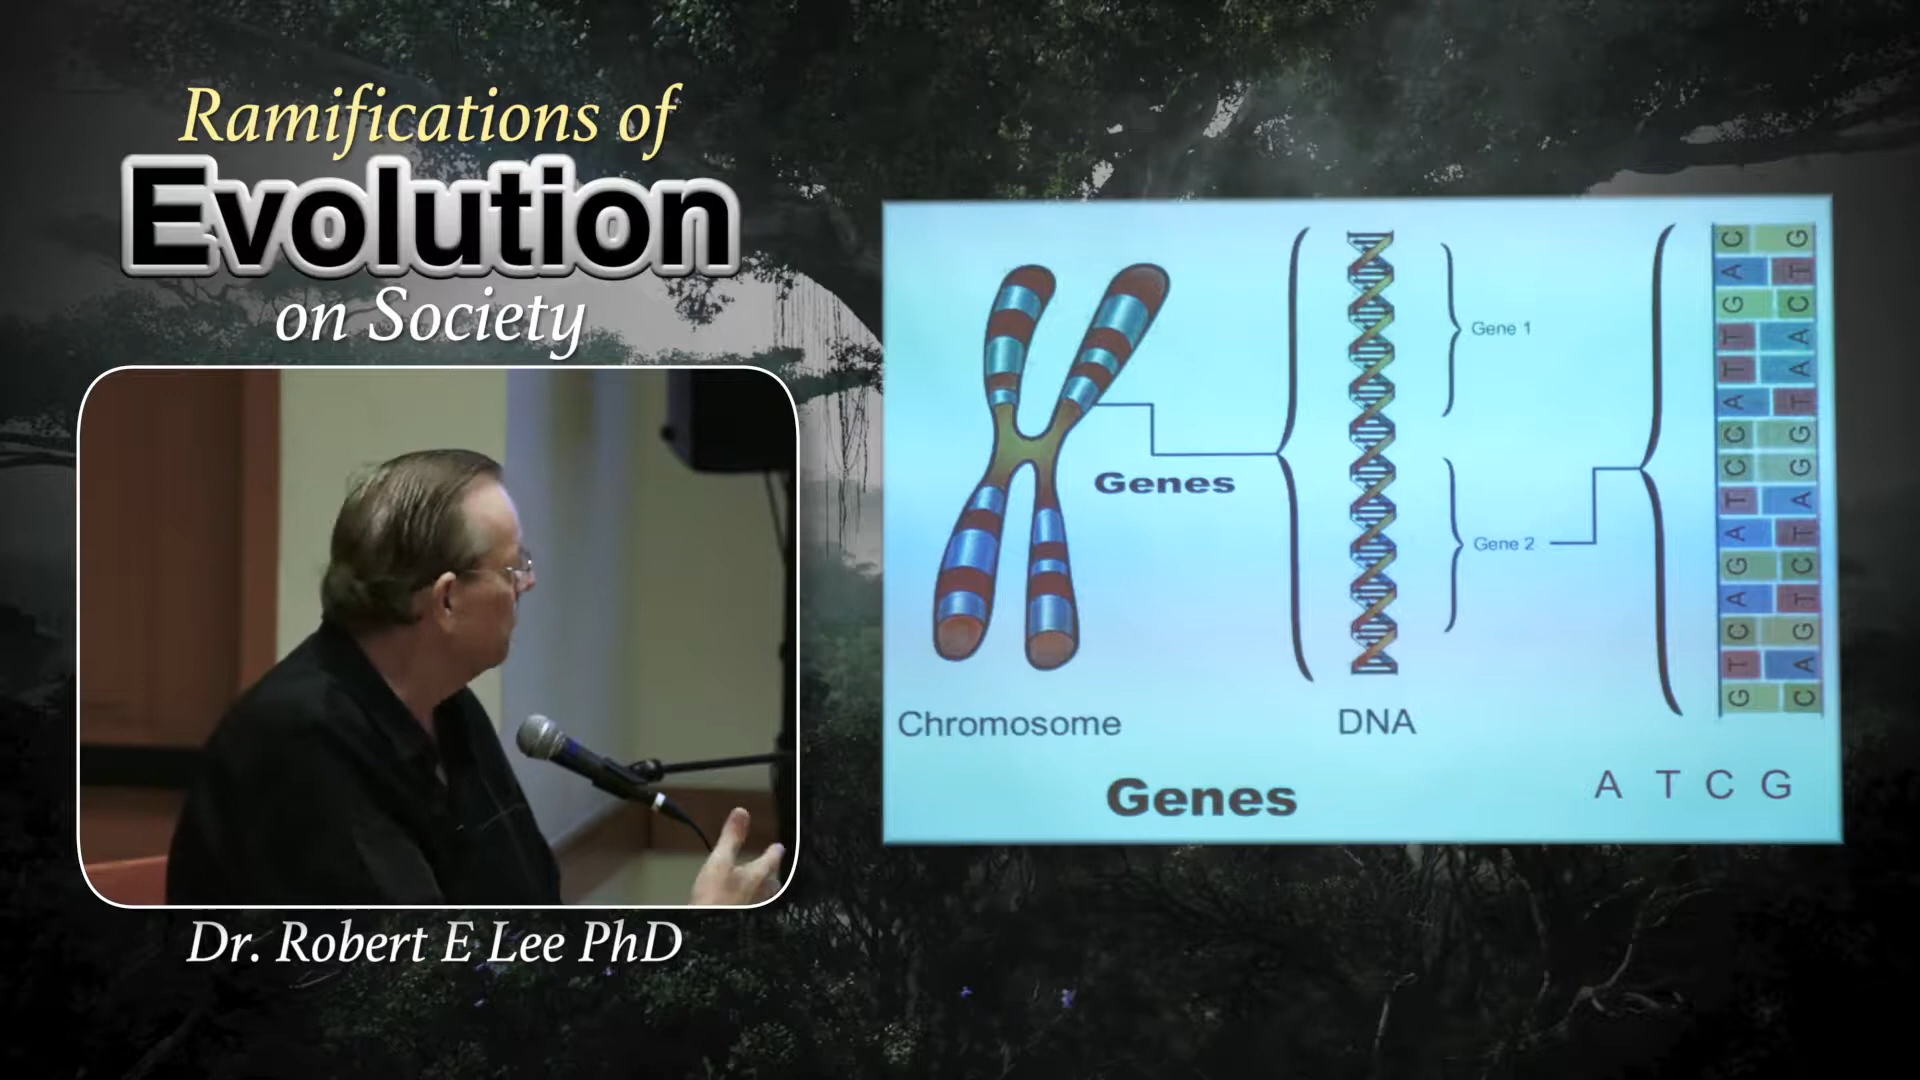 Ramifications of
Evolution
on Society
Dr. Robert E Lee PhD
Gene 1
Genes
Gene 2
Chromosome
DNA
Genes
A T C G
C G
A T
G C
T A
T A
A T
C G
C G
T A
A T
G C
A T
C G
T A
G C